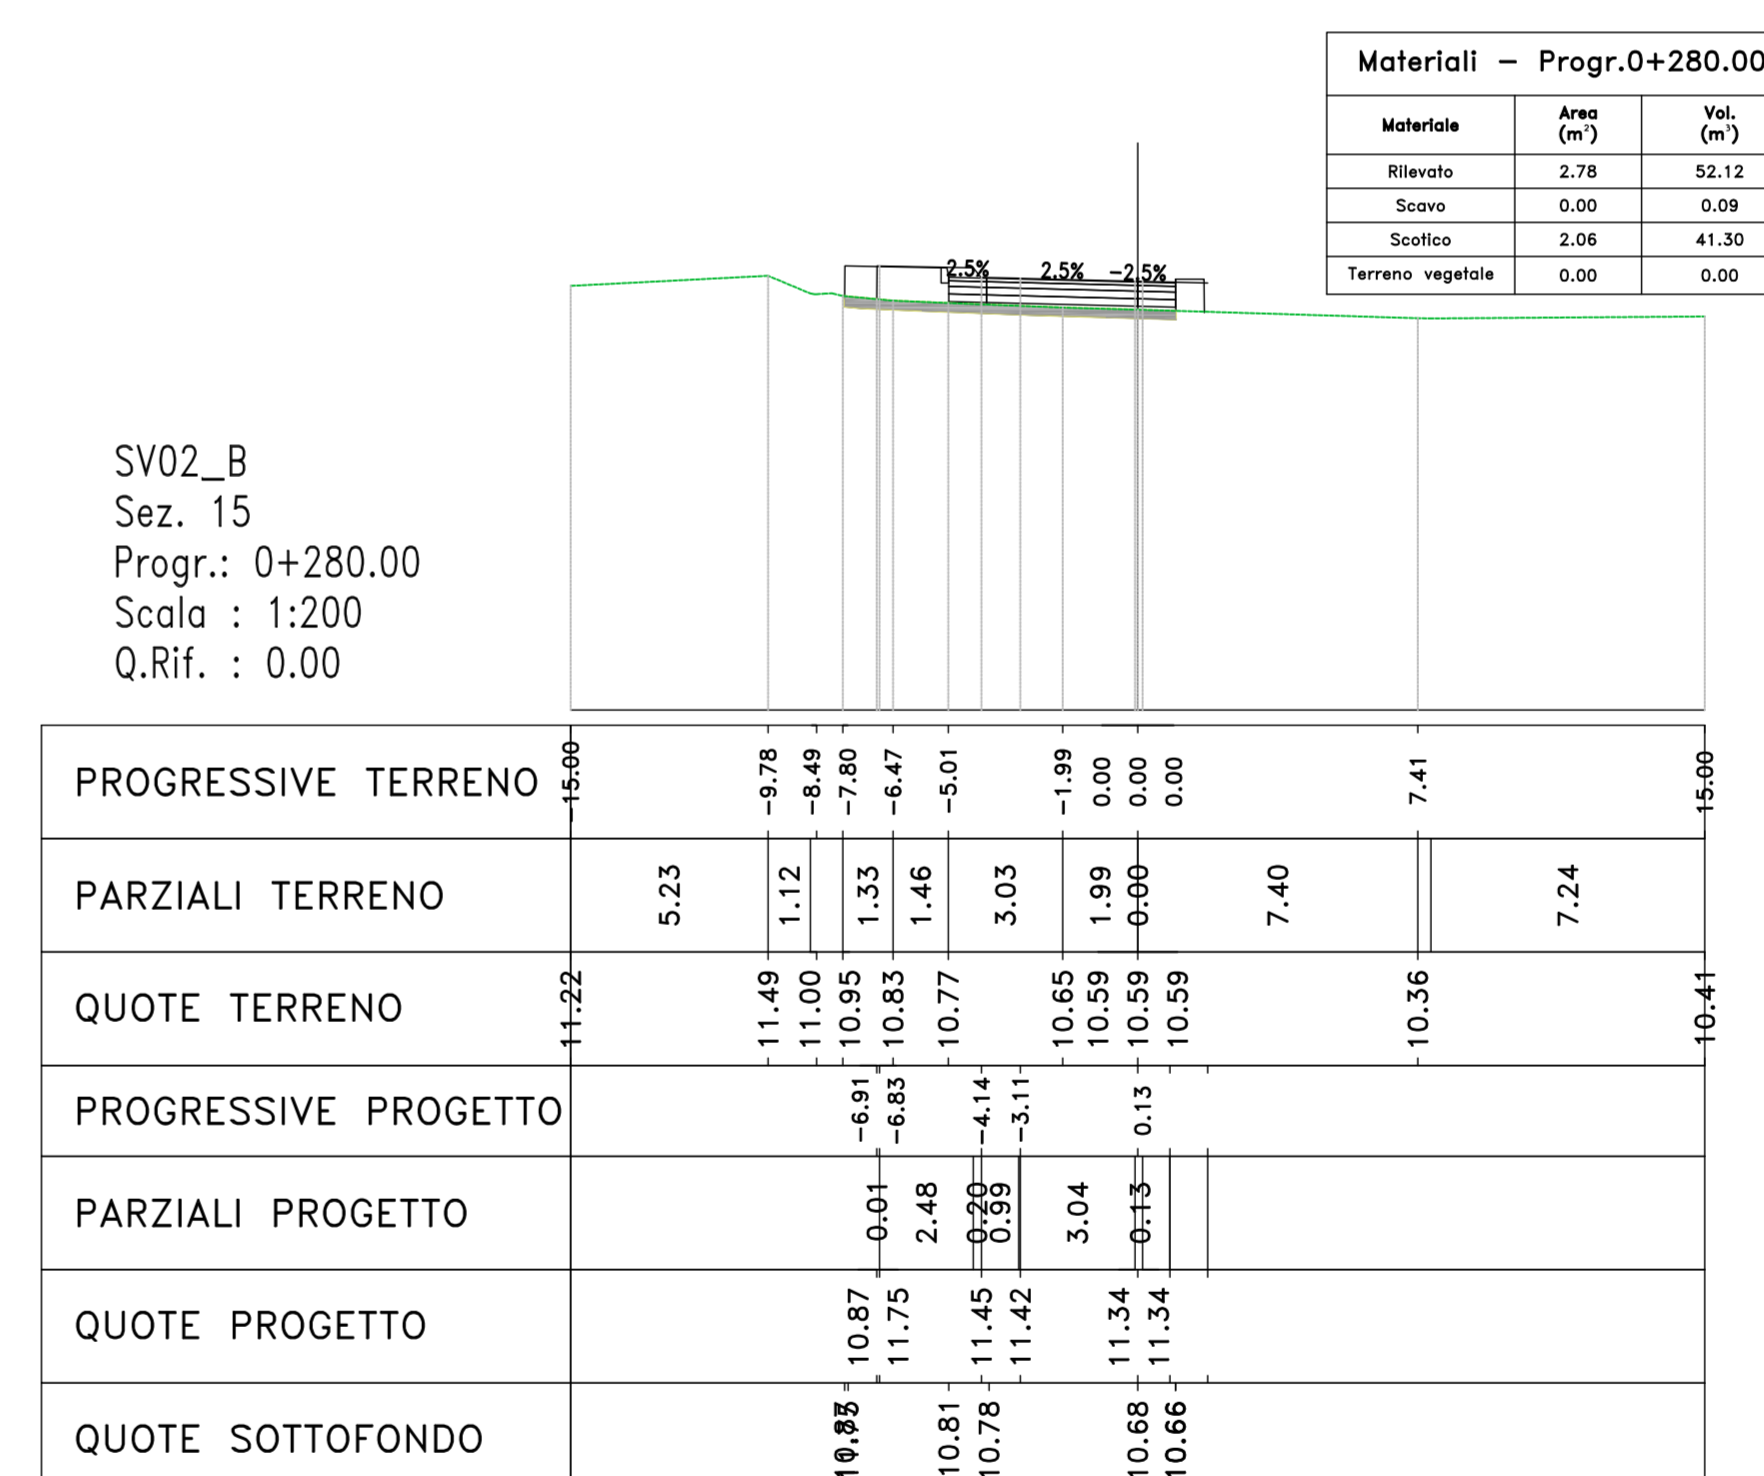 Materiali - Progr.0+280.00
Materiale Area (m²) Vol. (m³)
Rilevato 2.78 52.12
Scavo 0.00 0.09
Scotico 2.06 41.30
Terreno vegetale 0.00 0.00
2.5% 2.5% -2.5%
SV02_B
Sez. 15
Progr.: 0+280.00
Scala : 1:200
Q.Rif. : 0.00
PROGRESSIVE TERRENO -15.00 -9.78 -8.49 -7.80 -6.47 -5.01 -1.99 0.00 0.00 0.00 7.41 15.00
PARZIALI TERRENO 5.23 1.12 1.33 1.46 3.03 1.99 0.00 7.40 7.24
QUOTE TERRENO 11.22 11.49 11.00 10.95 10.83 10.77 10.65 10.59 10.59 10.59 10.36 10.41
PROGRESSIVE PROGETTO -6.91 -6.83 -4.14 -3.11 0.13
PARZIALI PROGETTO 0.01 2.48 0.20 0.99 3.04 0.13
QUOTE PROGETTO 10.87 11.75 11.45 11.42 11.34 11.34
QUOTE SOTTOFONDO 10.81 10.78 10.68 10.66